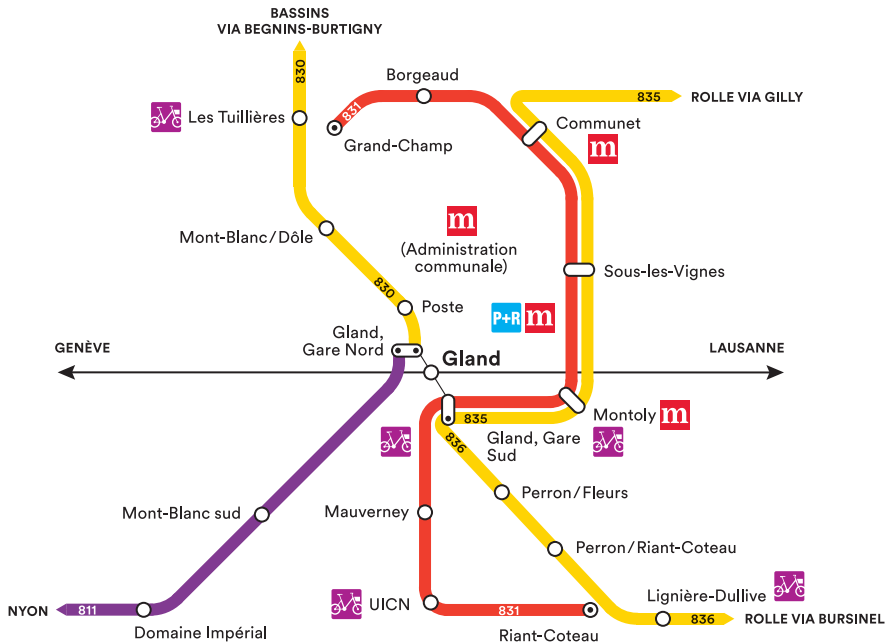 BASSINS
VIA BEGNINS-BURTIGNY
830
Borgeaud
831
835
ROLLE VIA GILLY
Les Tuillières
Communet
m
Grand-Champ
m
Mont-Blanc/Dôle
(Administration
communale)
Sous-les-Vignes
830
Poste
P+R
m
Gland,
Gare Nord
GENÈVE
Gland
LAUSANNE
835
Montoly
m
836
Gland, Gare
Sud
Perron/Fleurs
Mont-Blanc sud
Mauverney
Perron/Riant-Coteau
Lignière-Dullive
UICN
NYON
811
831
836
ROLLE VIA BURSINEL
Domaine Impérial
Riant-Coteau